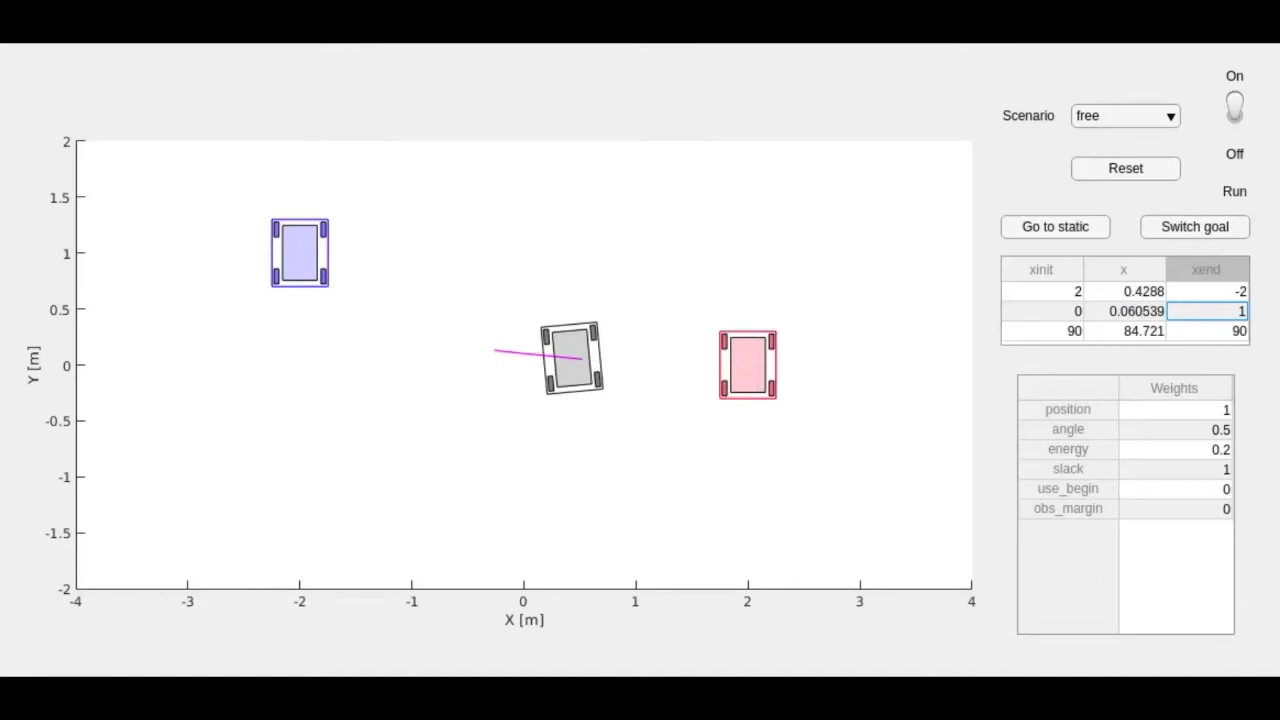 On
Scenario free
Off
Reset
Run
Go to static Switch goal
xinit x xend
2 0.4288 -2
0 0.060539 1
90 84.721 90
Weights
position 1
angle 0.5
energy 0.2
slack 1
use_begin 0
obs_margin 0
2
1.5
1
0.5
0
-0.5
-1
-1.5
-2
Y [m]
-4 -3 -2 -1 0 1 2 3 4
X [m]